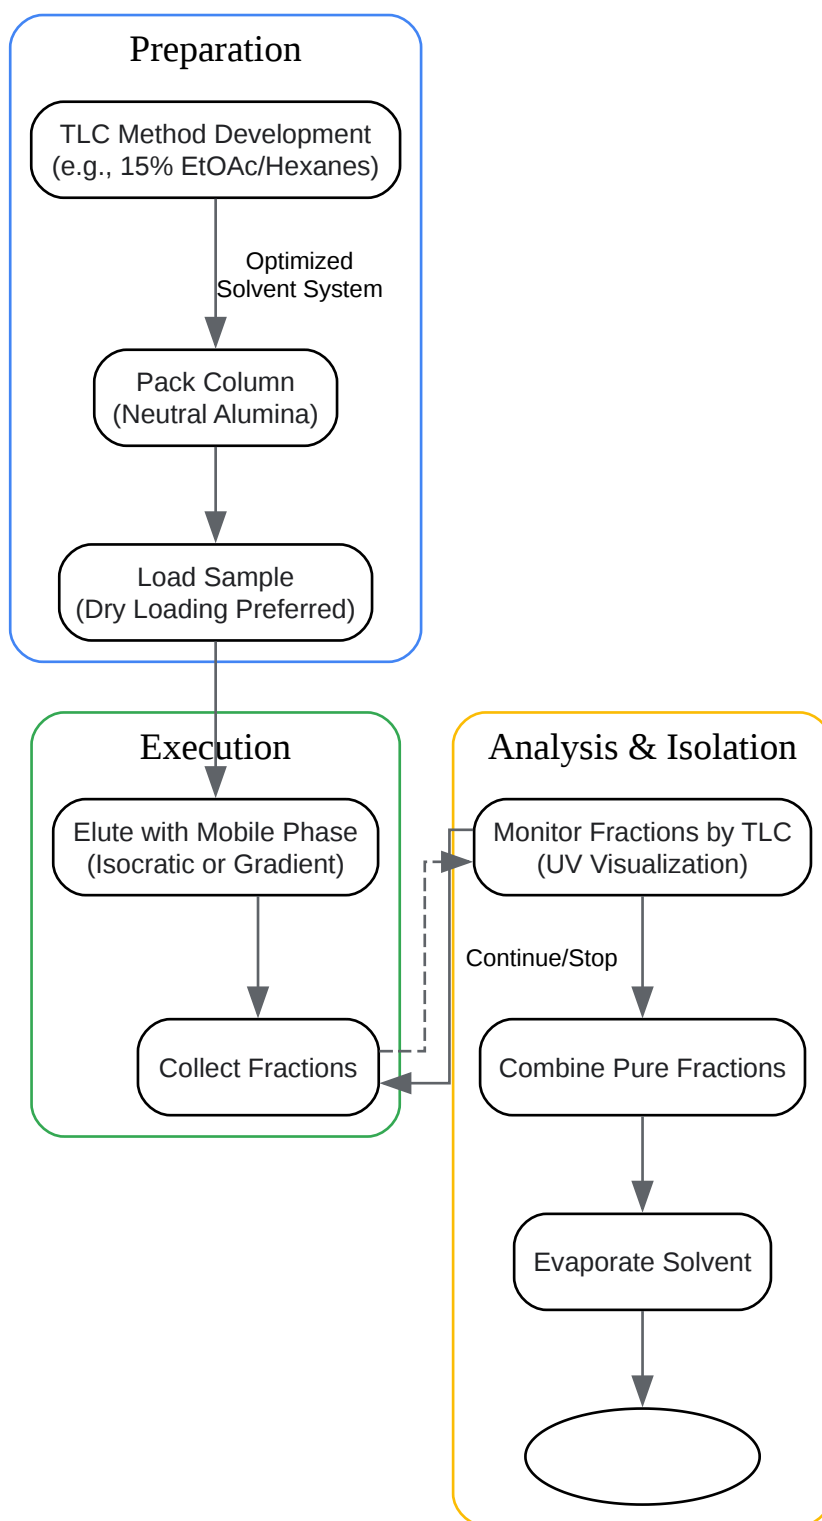 Preparation
TLC Method Development
(e.g., 15% EtOAc/Hexanes)
Optimized
Solvent System
Pack Column
(Neutral Alumina)
Load Sample
(Dry Loading Preferred)
Execution
Elute with Mobile Phase
(Isocratic or Gradient)
Collect Fractions
Analysis & Isolation
Monitor Fractions by TLC
(UV Visualization)
Continue/Stop
Combine Pure Fractions
Evaporate Solvent